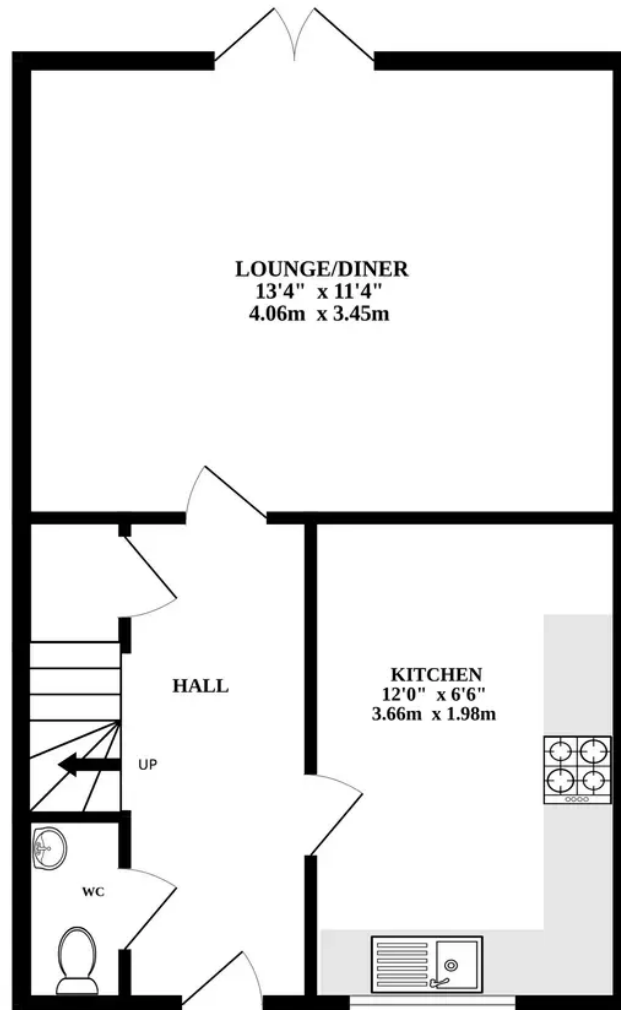 LOUNGE/DINER
13'4" x 11'4"
4.06m x 3.45m
HALL
KITCHEN
12'0" x 6'6"
3.66m x 1.98m
UP
WC